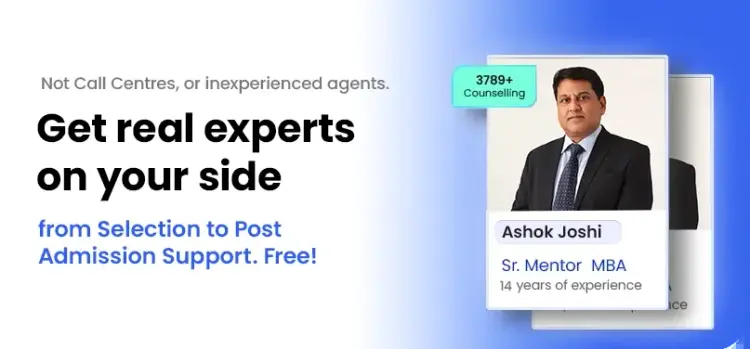 Not Call Centres, or inexperienced agents.
Get real experts
on your side
from Selection to Post
Admission Support. Free!
3789+
Counselling
Ashok Joshi
Sr. Mentor MBA
14 years of experience